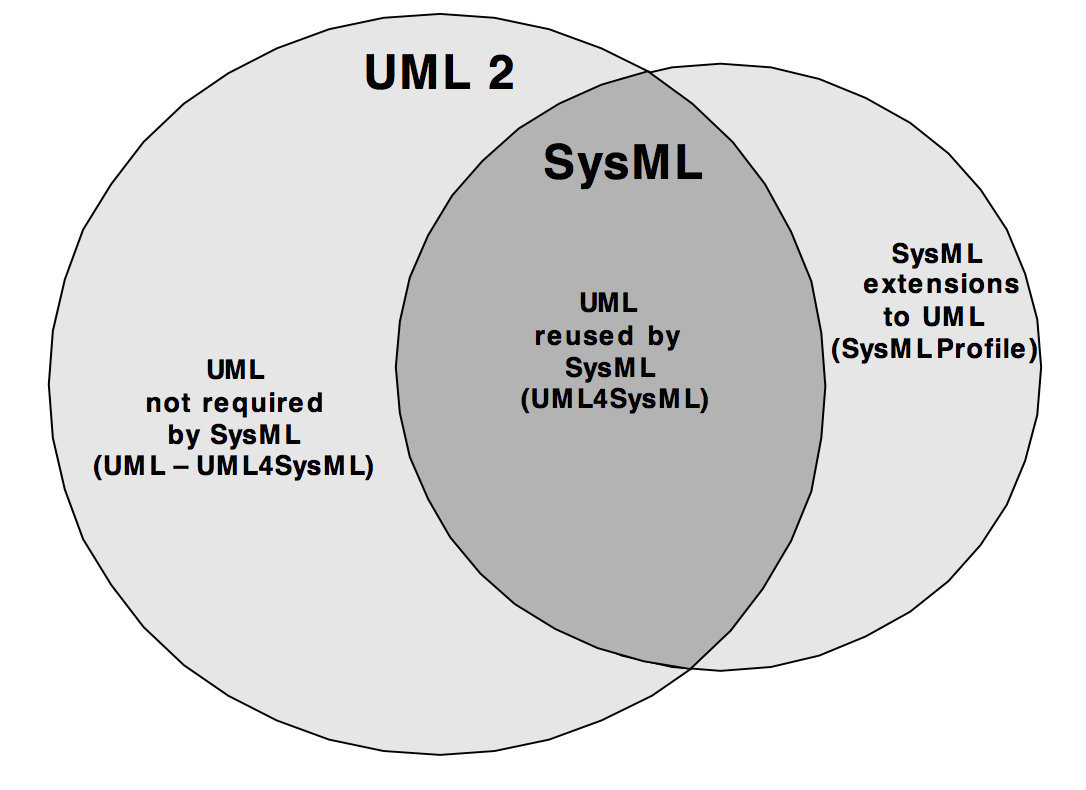 UML 2
SysML
SysML
extensions
to UML
(SysML Profile)
UML
reused by
SysML
(UML4SysML)
UML
not required
by SysML
(UML – UML4SysML)